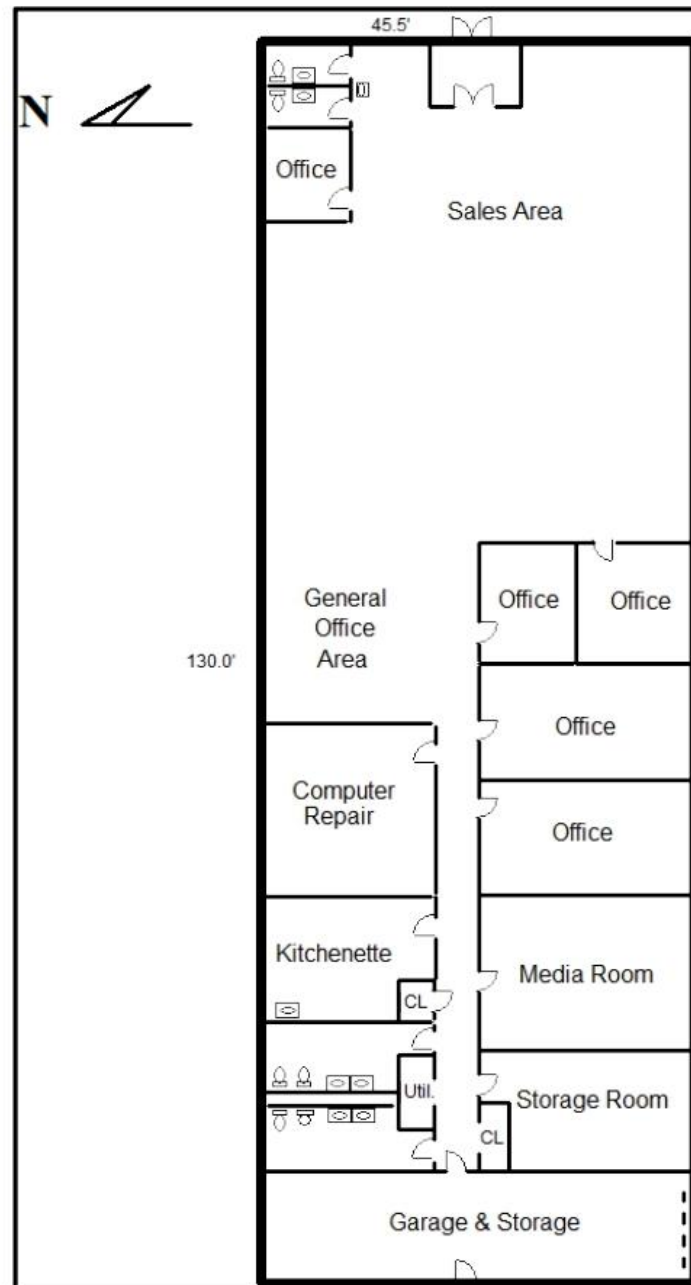 45.5'
N
Office
Sales Area
General
Office
Area
Office
Office
130.0'
Office
Computer
Repair
Office
Kitchenette
Media Room
CL
Util.
Storage Room
CL
Garage & Storage